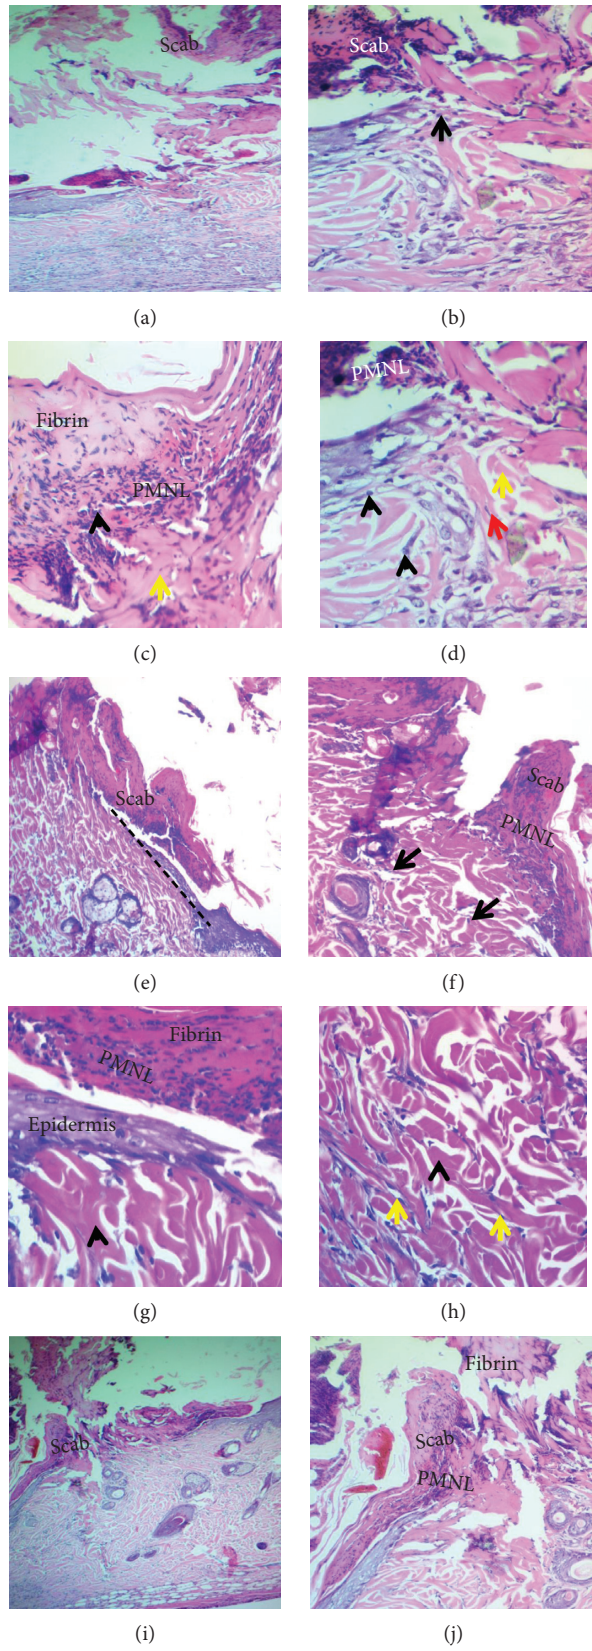 Scab
Scab
(a)
(b)
Fibrin
PMNL
PMNL
(c)
(d)
Scab
Scab
PMNL
(e)
(f)
Fibrin
PMNL
Epidermis
(g)
(h)
Scab
Fibrin
Scab
PMNL
(i)
(j)